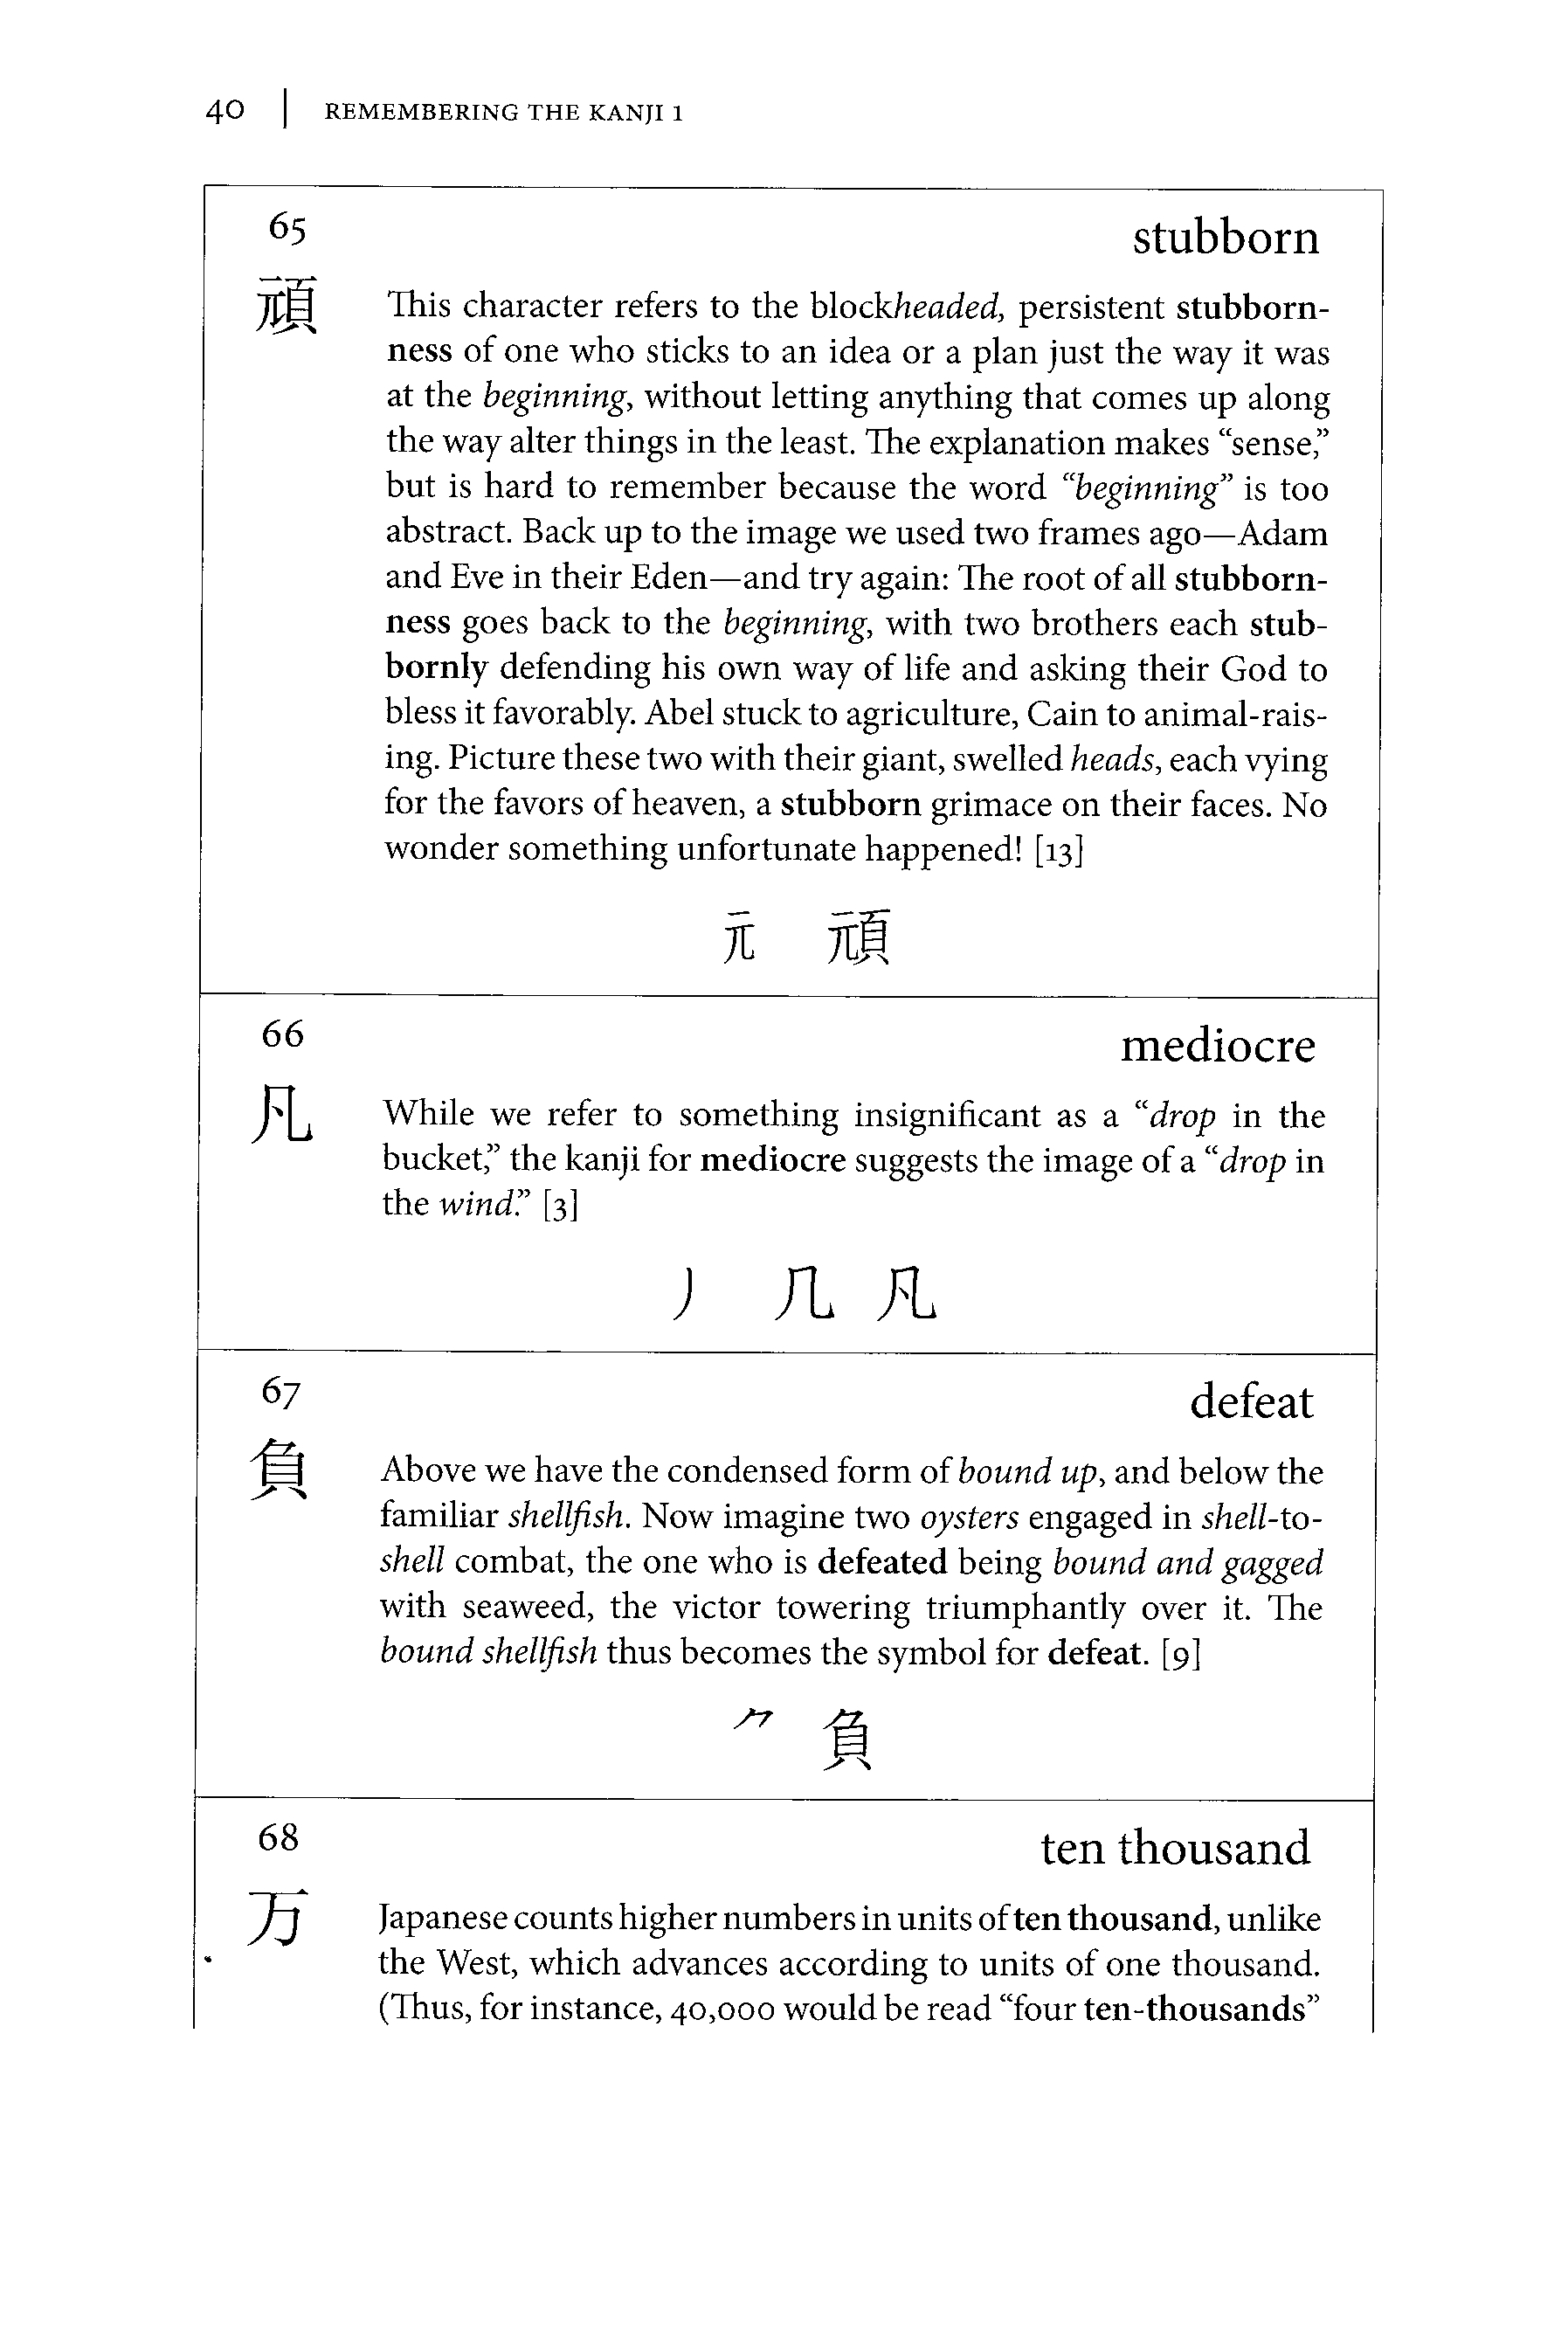 40 | REMEMBERING THE KANJI 1
65
stubborn
頑
This character refers to the blockheaded, persistent stubborn-
ness of one who sticks to an idea or a plan just the way it was
at the beginning, without letting anything that comes up along
the way alter things in the least. The explanation makes “sense,”
but is hard to remember because the word “beginning” is too
abstract. Back up to the image we used two frames ago—Adam
and Eve in their Eden—and try again: The root of all stubborn-
ness goes back to the beginning, with two brothers each stub-
bornly defending his own way of life and asking their God to
bless it favorably. Abel stuck to agriculture, Cain to animal-rais-
ing. Picture these two with their giant, swelled heads, each vying
for the favors of heaven, a stubborn grimace on their faces. No
wonder something unfortunate happened! [13]
元 頑
66
mediocre
凡
While we refer to something insignificant as a “drop in the
bucket,” the kanji for mediocre suggests the image of a “drop in
the wind.” [3]
丿 几 凡
67
defeat
負
Above we have the condensed form of bound up, and below the
familiar shellfish. Now imagine two oysters engaged in shell-to-
shell combat, the one who is defeated being bound and gagged
with seaweed, the victor towering triumphantly over it. The
bound shellfish thus becomes the symbol for defeat. [9]
⺈ 負
68
ten thousand
万
Japanese counts higher numbers in units of ten thousand, unlike
the West, which advances according to units of one thousand.
(Thus, for instance, 40,000 would be read “four ten-thousands”